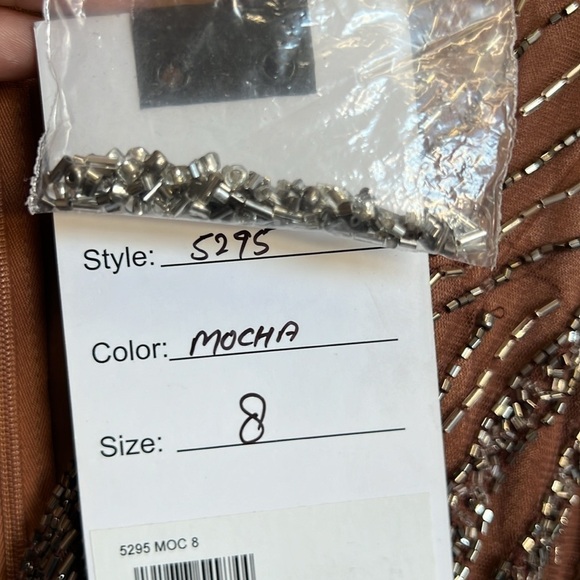 Style: 5295
Color: MOCHA
Size: 8
5295 MOC 8